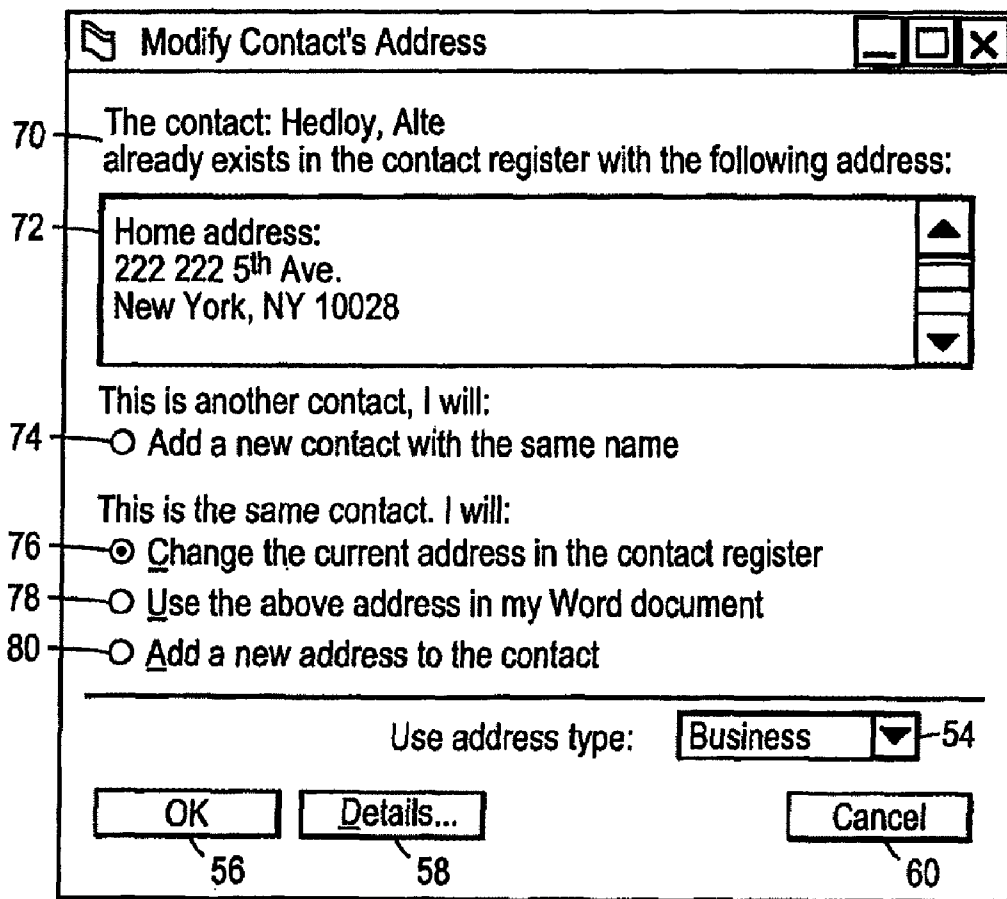 Modify Contact's Address
70 The contact: Hedloy, Alte
already exists in the contact register with the following address:
72 Home address:
222 222 5th Ave.
New York, NY 10028
This is another contact, I will:
74 Add a new contact with the same name
This is the same contact. I will:
76 Change the current address in the contact register
78 Use the above address in my Word document
80 Add a new address to the contact
Use address type: Business 54
OK Details... Cancel
56 58 60